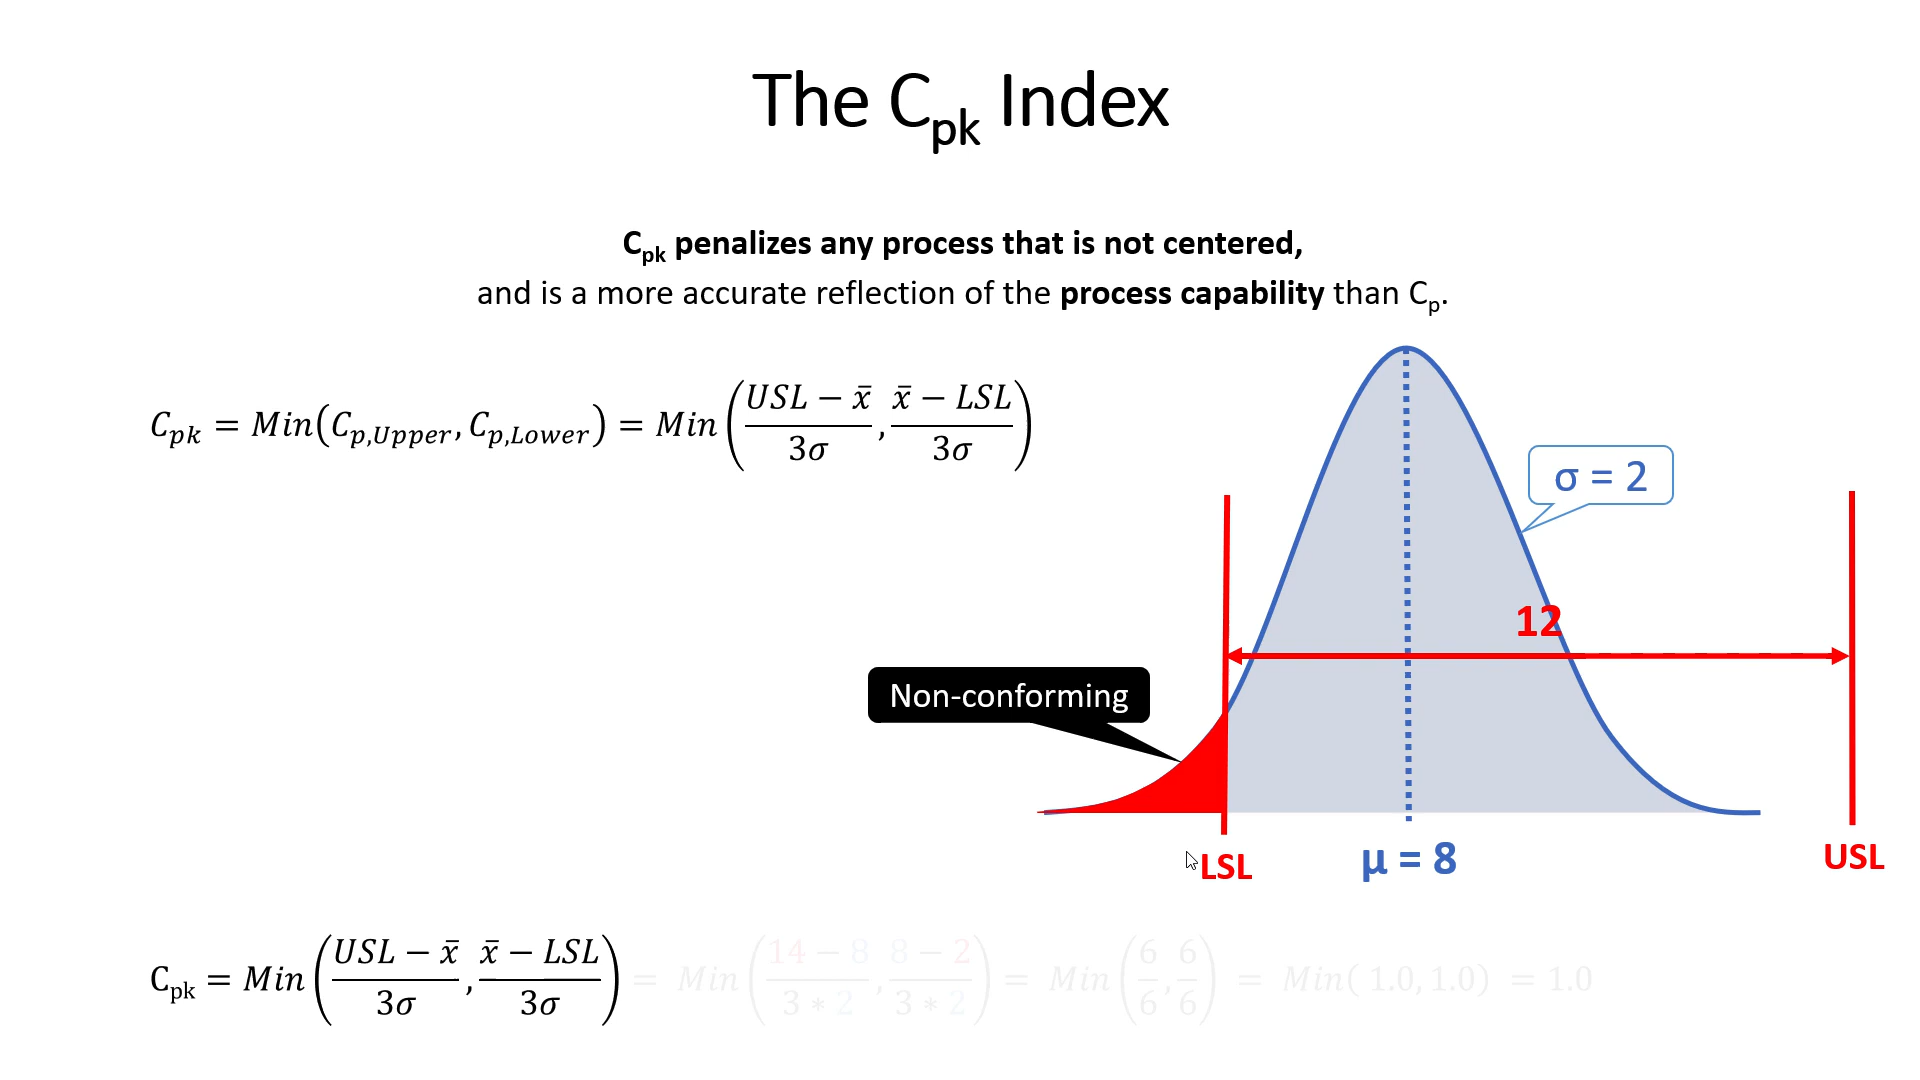 The Cpk Index
Cpk penalizes any process that is not centered,
and is a more accurate reflection of the process capability than Cp.
Cpk = Min(Cp,Upper, Cp,Lower) = Min((USL − x̄)/3σ, (x̄ − LSL)/3σ)
σ = 2
12
Non-conforming
LSL
μ = 8
USL
Cpk = Min((USL − x̄)/3σ, (x̄ − LSL)/3σ) = Min((14 − 8)/(3 ∗ 2), (8 − 2)/(3 ∗ 2)) = Min(6/6, 6/6) = Min( 1.0, 1.0) = 1.0